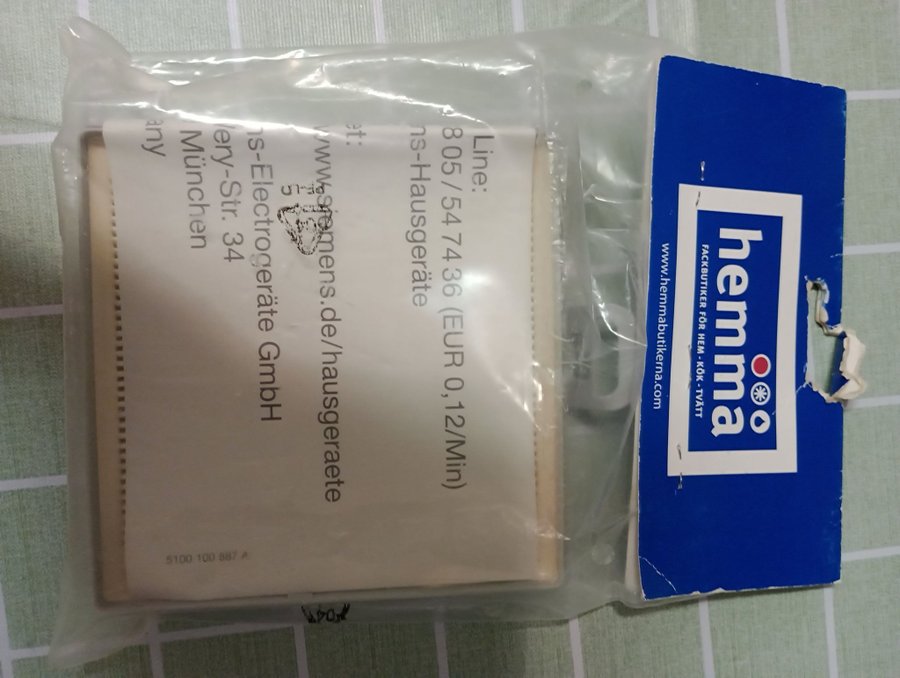 hemma
FACKBUTIKER FÖR HEM • KÖK • TVÄTT
www.hemmabutikerna.com
Line:
8 05 / 54 74 36 (EUR 0,12/Min)
ns-Hausgeräte
et:
www.siemens.de/hausgeraete
ns-Electrogeräte GmbH
ery-Str. 34
München
any
5100 100 887 A